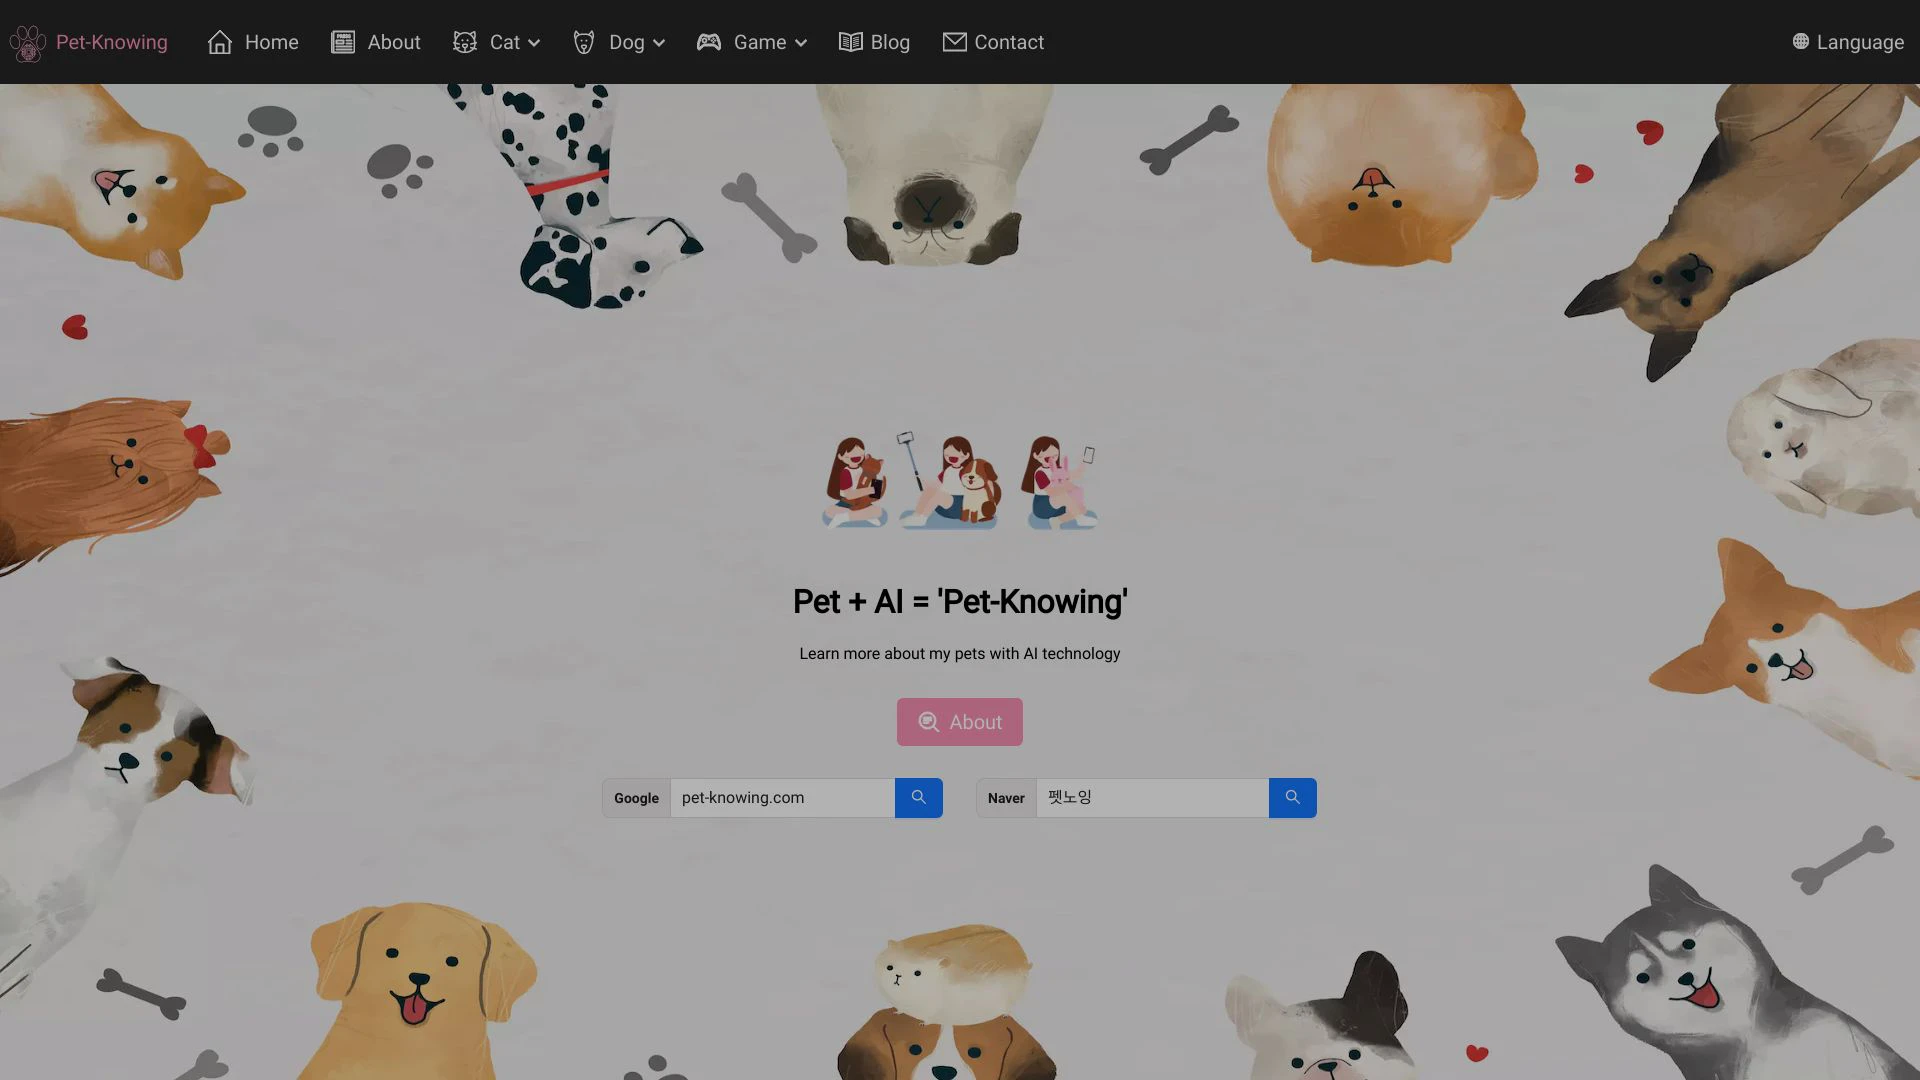 Pet-Knowing
Home
About
Cat
Dog
Game
Blog
Contact
Language
Pet + AI = 'Pet-Knowing'
Learn more about my pets with AI technology
About
Google
pet-knowing.com
Naver
펫노잉